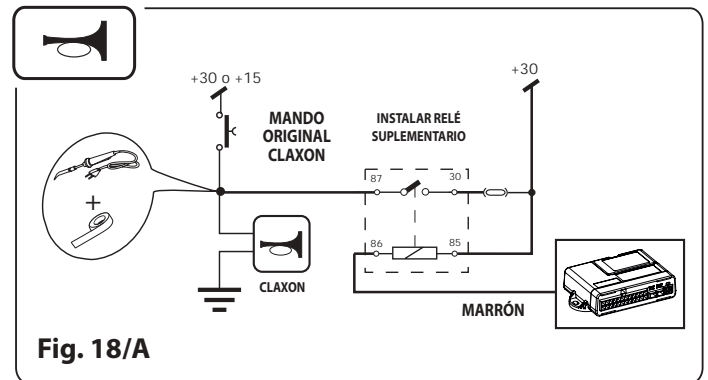 +30 o +15
+30
MANDO
ORIGINAL
CLAXON
INSTALAR RELÉ
SUPLEMENTARIO
87
30
+
86
85
CLAXON
MARRÓN
Fig. 18/A